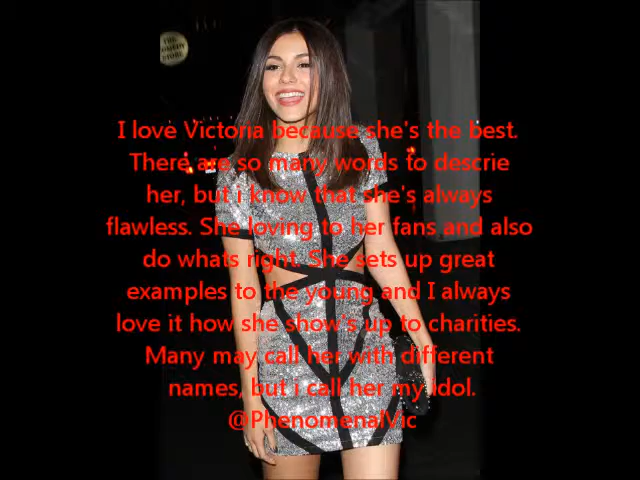 THE
COMEDY
STORE
I love Victoria because she's the best.
There are so many words to descrie
her, but i know that she's always
flawless. She loving to her fans and also
do whats right. She sets up great
examples to the young and I always
love it how she show's up to charities.
Many may call her with different
names, but i call her my idol.
@PhenomenalVic